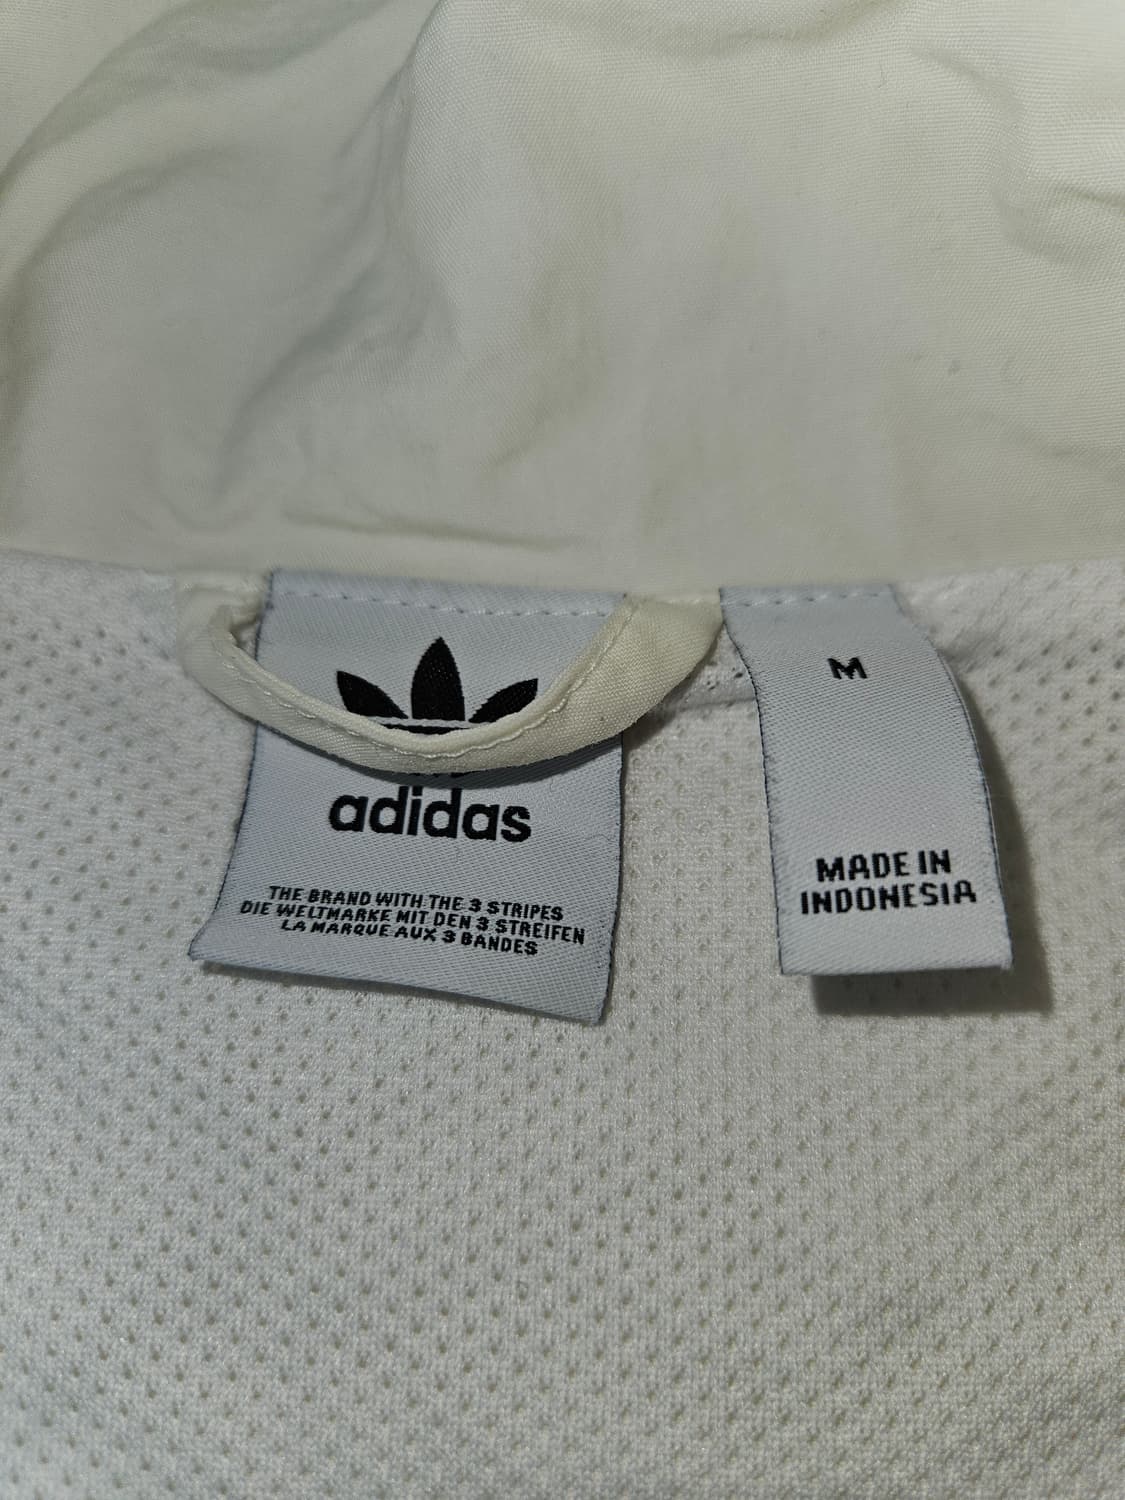 adidas
THE BRAND WITH THE 3 STRIPES
DIE WELTMARKE MIT DEN 3 STREIFEN
LA MARQUE AUX 3 BANDES
M
MADE IN
INDONESIA